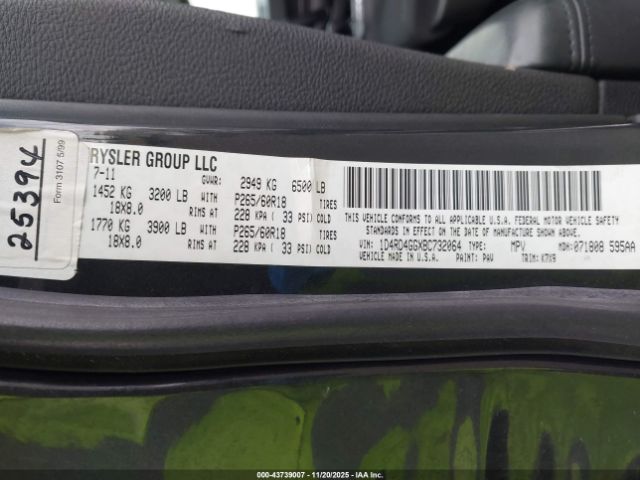 25394
Form 3107 5/99
RYSLER GROUP LLC
7-11 GVWR: 2949 KG 6500 LB
1452 KG 3200 LB WITH P265/60R18 TIRES
18X8.0 RIMS AT 228 KPA ( 33 PSI) COLD
1770 KG 3900 LB WITH P265/60R18 TIRES
18X8.0 RIMS AT 228 KPA ( 33 PSI) COLD
THIS VEHICLE CONFORMS TO ALL APPLICABLE U.S.A. FEDERAL MOTOR VEHICLE SAFETY
STANDARDS IN EFFECT ON THE DATE OF MANUFACTURE SHOWN ABOVE.
VIN: 1D4RD4GGXBC732064 TYPE: MPV MDH: 071808 595AA
VEHICLE MADE IN U.S.A. PAINT: PAU TRIM: K7X9
000-43739007 - 11/20/2025 - IAA Inc.